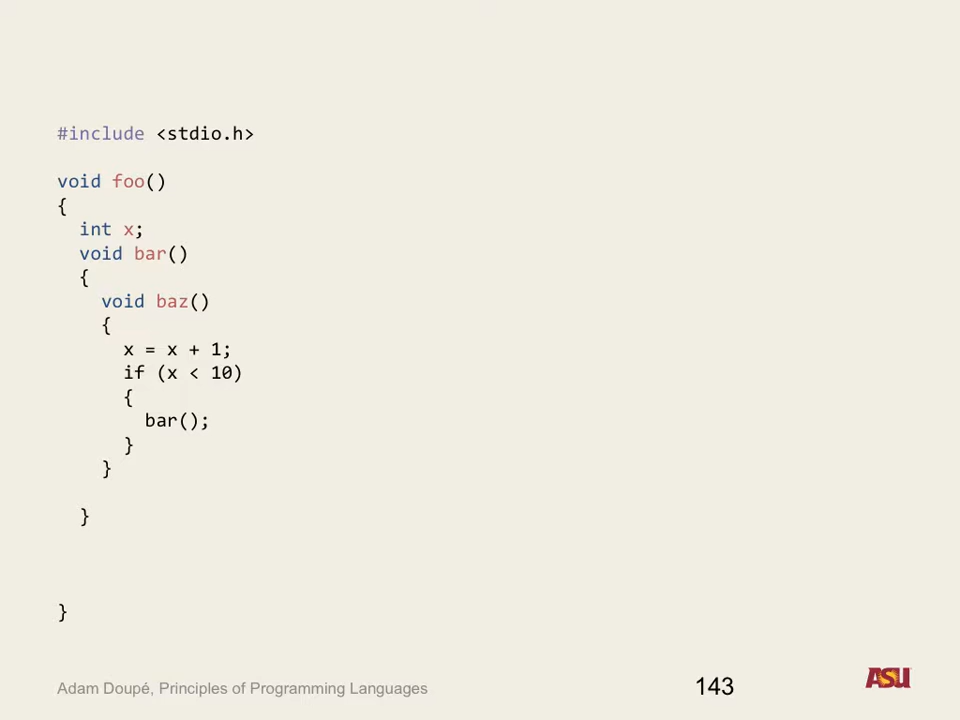 #include <stdio.h>
void foo()
{
  int x;
  void bar()
  {
    void baz()
    {
      x = x + 1;
      if (x < 10)
      {
        bar();
      }
    }
  }
}
Adam Doupé, Principles of Programming Languages
143
ASU